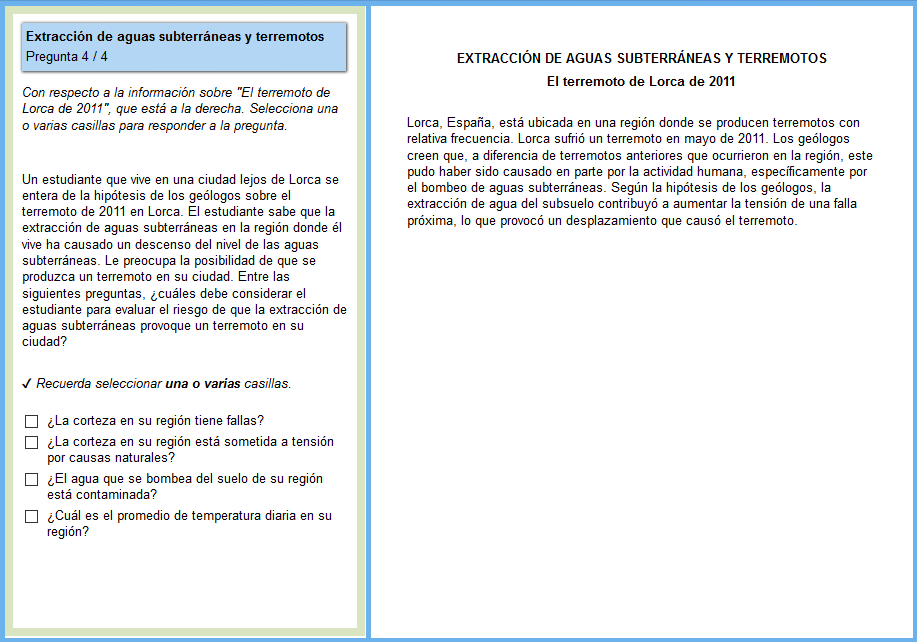 Extracción de aguas subterráneas y terremotos
Pregunta 4 / 4
Con respecto a la información sobre "El terremoto de
Lorca de 2011", que está a la derecha. Selecciona una
o varias casillas para responder a la pregunta.
Un estudiante que vive en una ciudad lejos de Lorca se
entera de la hipótesis de los geólogos sobre el
terremoto de 2011 en Lorca. El estudiante sabe que la
extracción de aguas subterráneas en la región donde él
vive ha causado un descenso del nivel de las aguas
subterráneas. Le preocupa la posibilidad de que se
produzca un terremoto en su ciudad. Entre las
siguientes preguntas, ¿cuáles debe considerar el
estudiante para evaluar el riesgo de que la extracción de
aguas subterráneas provoque un terremoto en su
ciudad?
✓ Recuerda seleccionar una o varias casillas.
¿La corteza en su región tiene fallas?
¿La corteza en su región está sometida a tensión
por causas naturales?
¿El agua que se bombea del suelo de su región
está contaminada?
¿Cuál es el promedio de temperatura diaria en su
región?
EXTRACCIÓN DE AGUAS SUBTERRÁNEAS Y TERREMOTOS
El terremoto de Lorca de 2011
Lorca, España, está ubicada en una región donde se producen terremotos con
relativa frecuencia. Lorca sufrió un terremoto en mayo de 2011. Los geólogos
creen que, a diferencia de terremotos anteriores que ocurrieron en la región, este
pudo haber sido causado en parte por la actividad humana, específicamente por
el bombeo de aguas subterráneas. Según la hipótesis de los geólogos, la
extracción de agua del subsuelo contribuyó a aumentar la tensión de una falla
próxima, lo que provocó un desplazamiento que causó el terremoto.